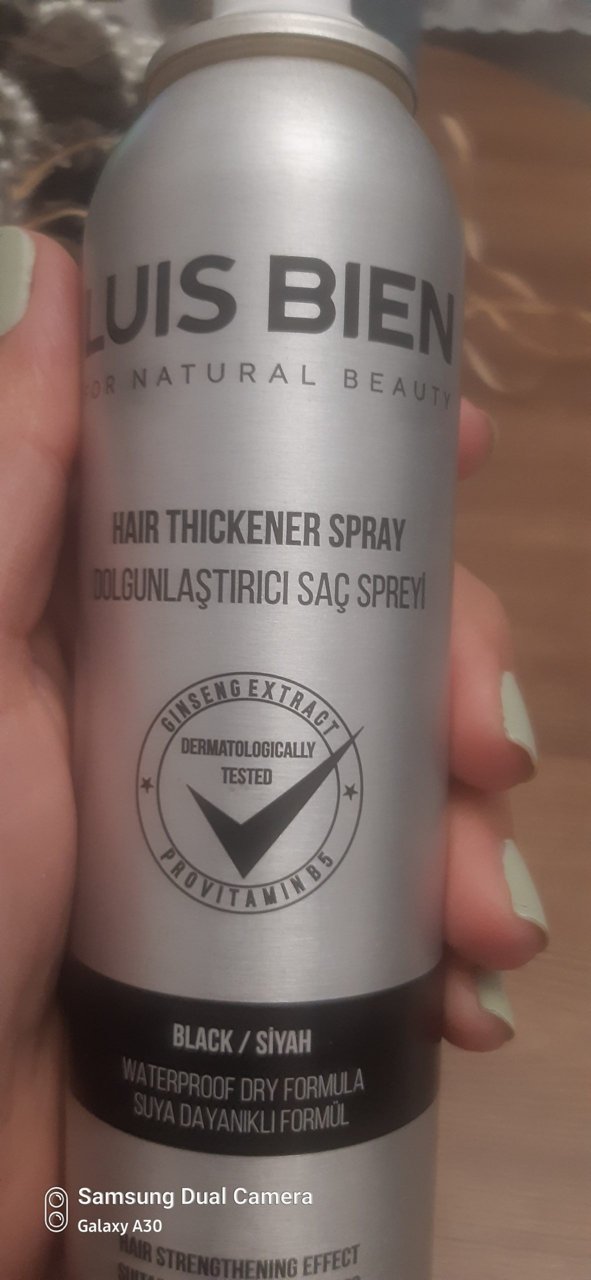 LUIS BIEN
FOR NATURAL BEAUTY
HAIR THICKENER SPRAY
DOLGUNLAŞTIRICI SAÇ SPREYİ
GINSENG EXTRACT
DERMATOLOGICALLY
TESTED
PROVITAMIN B5
BLACK / SİYAH
WATERPROOF DRY FORMULA
SUYA DAYANIKLI FORMÜL
Samsung Dual Camera
Galaxy A30
HAIR STRENGTHENING EFFECT